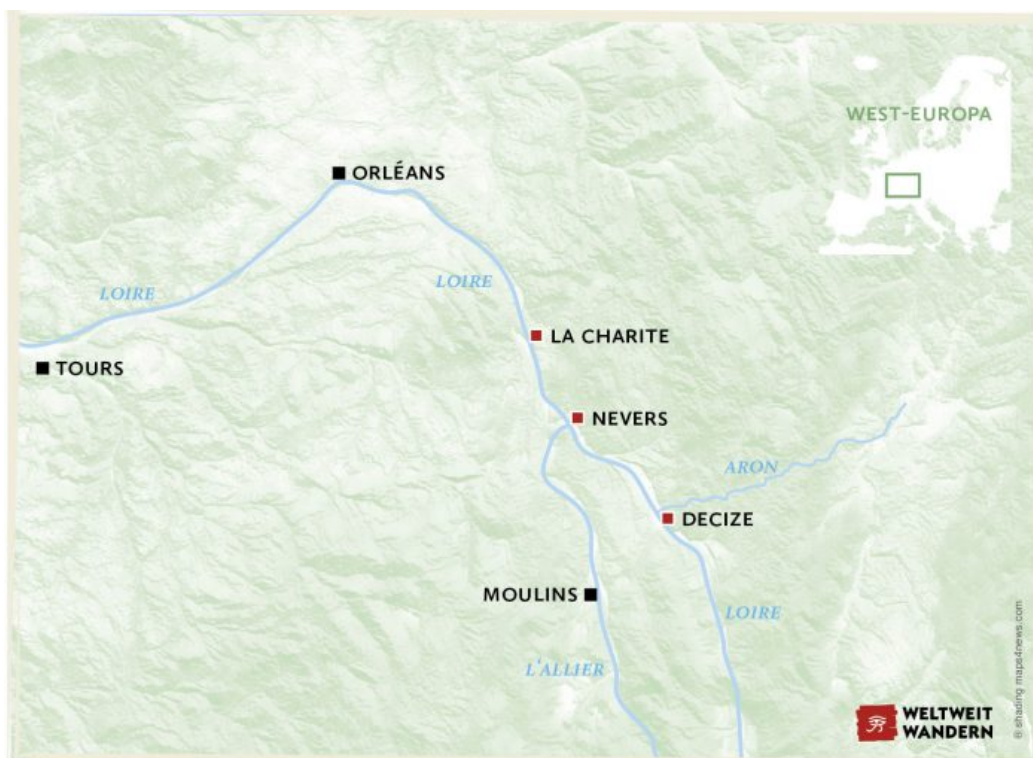 WEST-EUROPA
ORLÉANS
LOIRE
LOIRE
LA CHARITE
TOURS
NEVERS
ARON
DECIZE
MOULINS
LOIRE
L'ALLIER
WELTWEIT
WANDERN
© shading maps4news.com